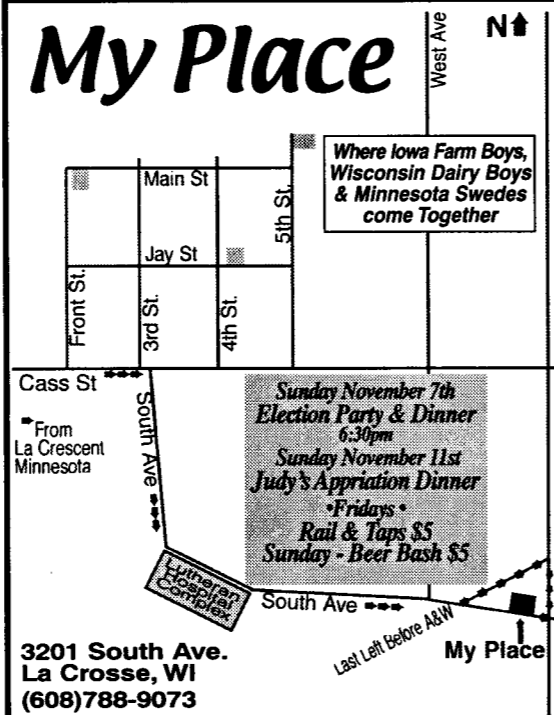 My Place
West Ave
N
Where Iowa Farm Boys,
Wisconsin Dairy Boys
& Minnesota Swedes
come Together
Main St
5th St.
Jay St
Front St.
3rd St.
4th St.
Cass St
South Ave
From
La Crescent
Minnesota
Sunday November 7th
Election Party & Dinner
6:30pm
Sunday November 11st
Judy's Appriation Dinner
•Fridays •
Rail & Taps $5
Sunday - Beer Bash $5
Lutheran
Hospital
Complex
South Ave
Last Left Before A&W
My Place
3201 South Ave.
La Crosse, WI
(608)788-9073